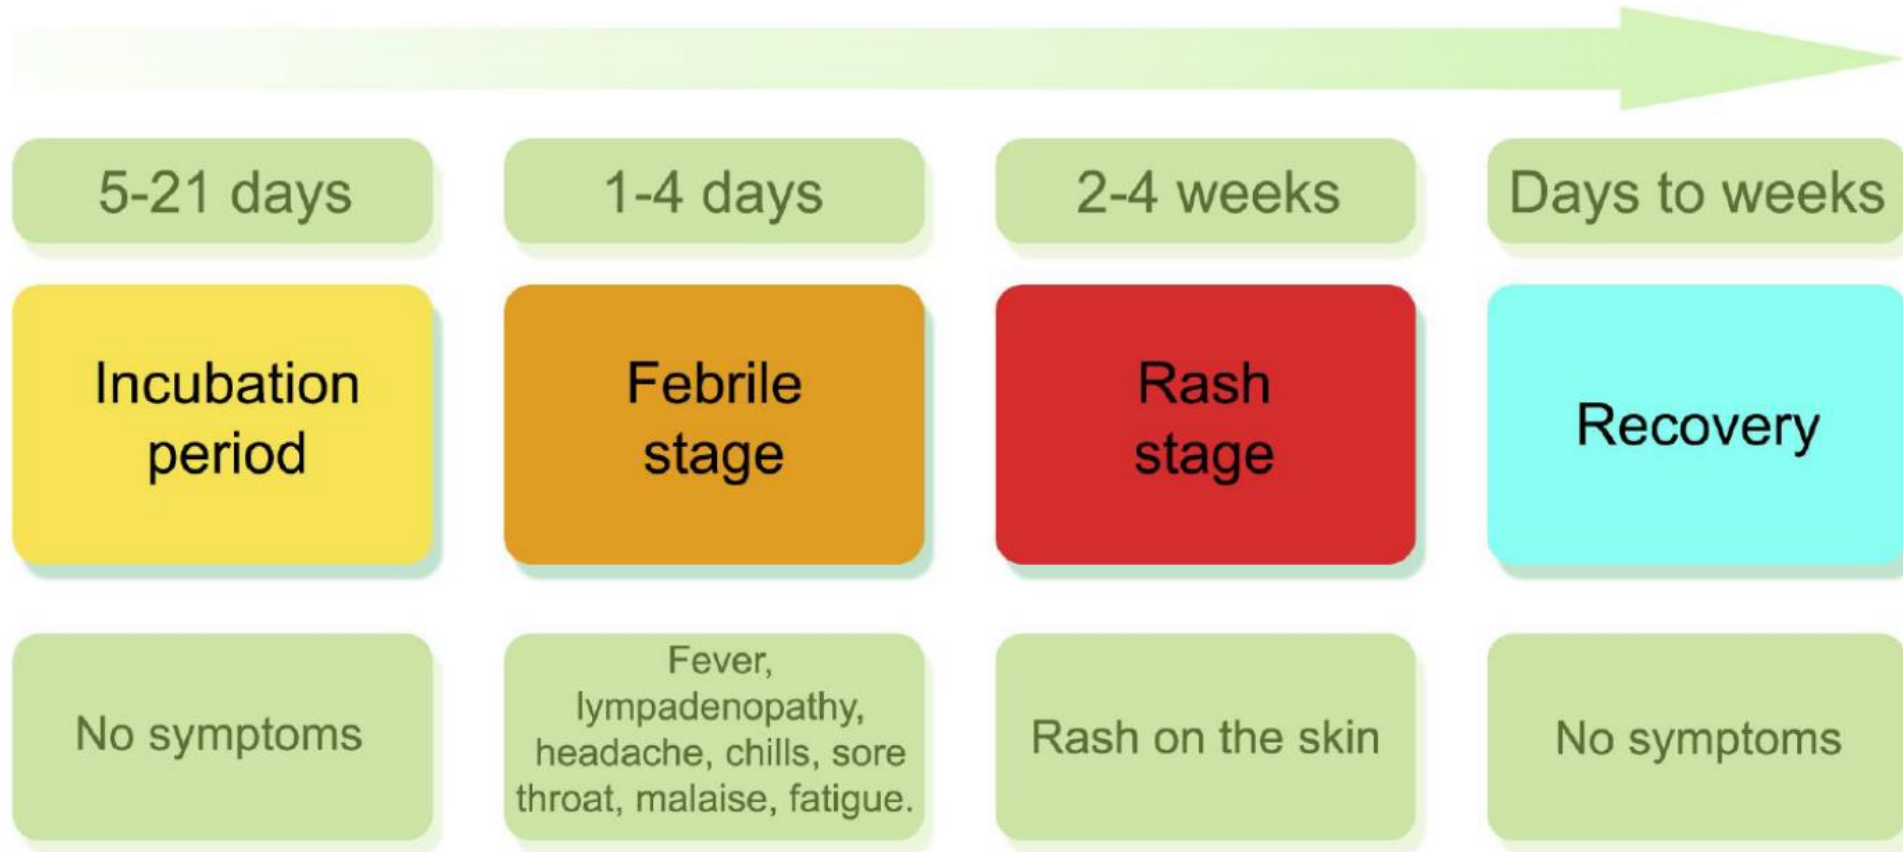 5-21 days
1-4 days
2-4 weeks
Days to weeks
Incubation
period
Febrile
stage
Rash
stage
Recovery
No symptoms
Fever,
lympadenopathy,
headache, chills, sore
throat, malaise, fatigue.
Rash on the skin
No symptoms